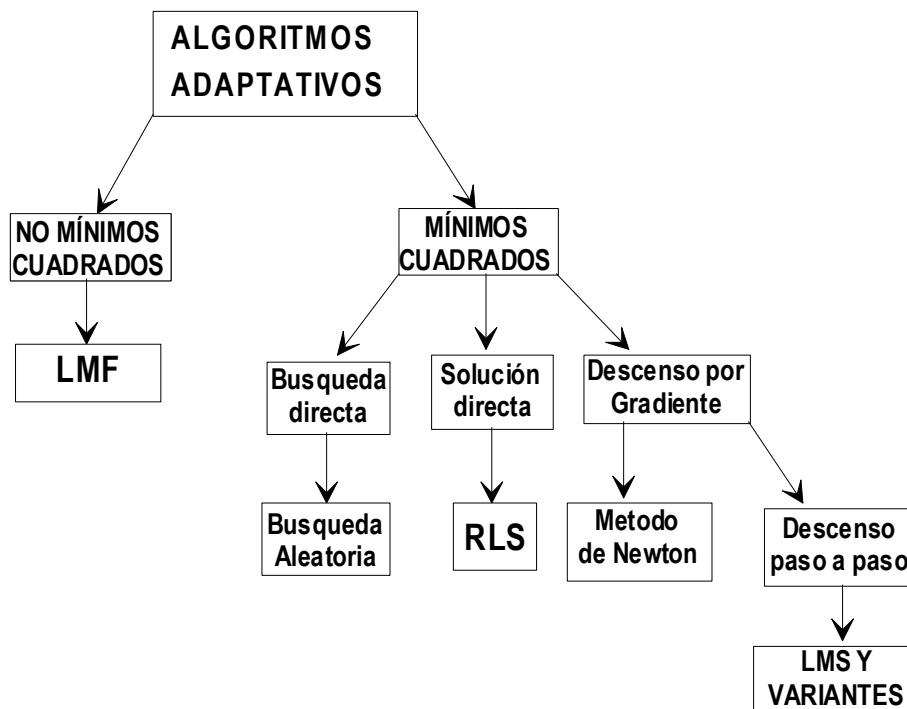 ALGORITMOS
ADAPTATIVOS
NO MÍNIMOS
CUADRADOS
MÍNIMOS
CUADRADOS
LMF
Busqueda
directa
Solución
directa
Descenso por
Gradiente
Busqueda
Aleatoria
RLS
Metodo
de Newton
Descenso
paso a paso
LMS Y
VARIANTES